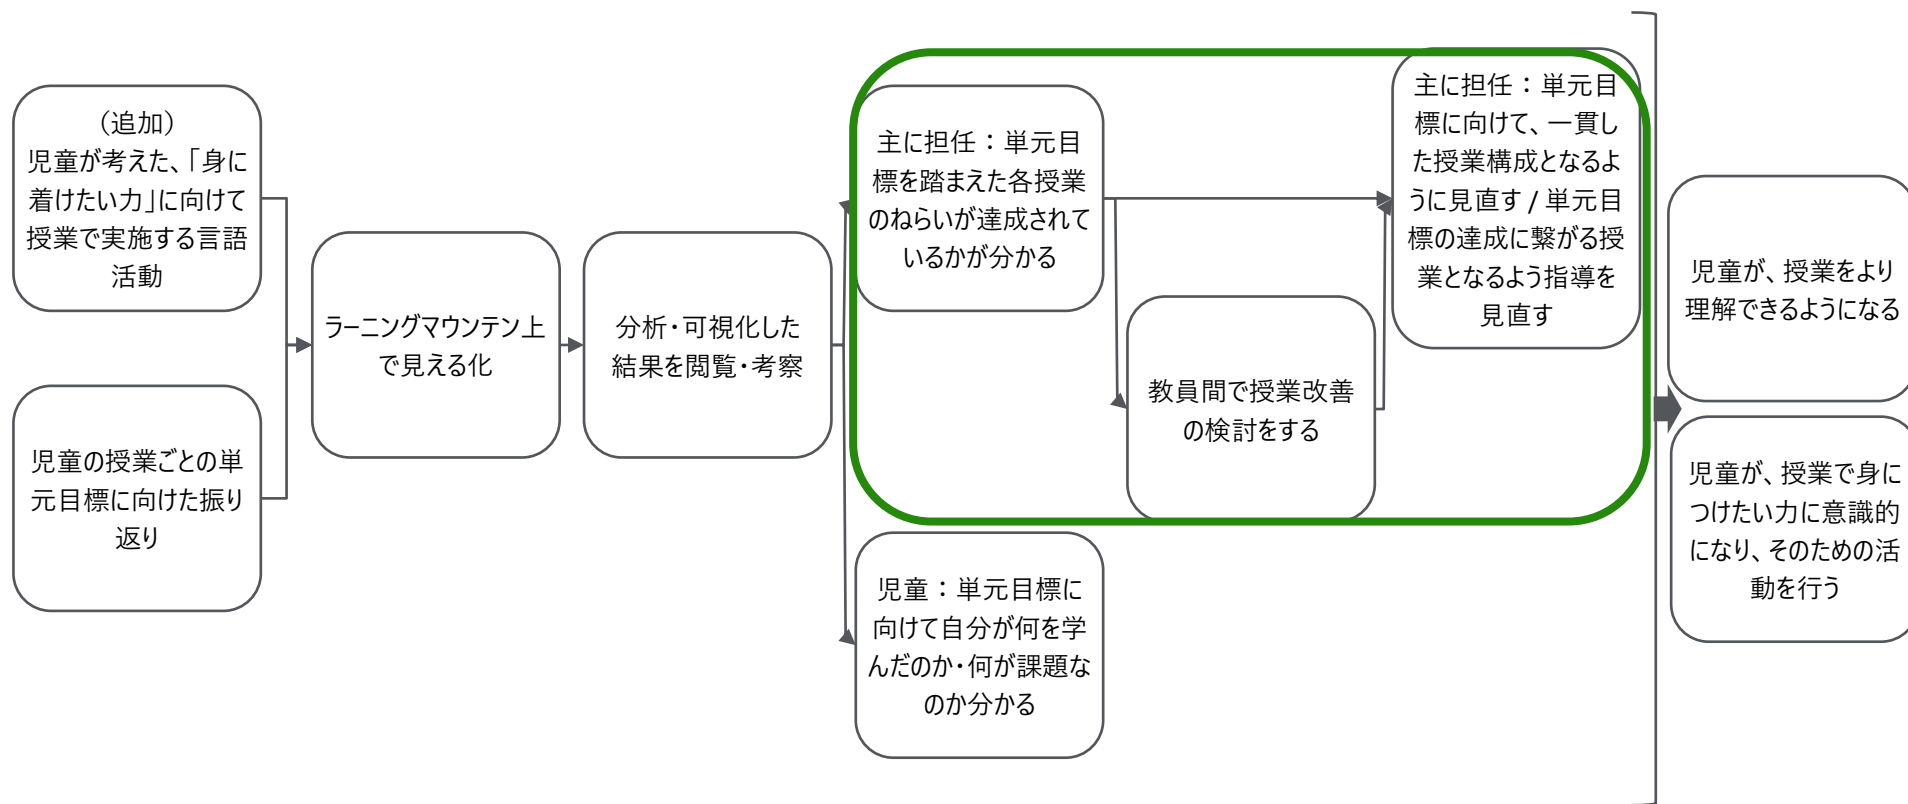 （追加）
児童が考えた、「身に
着けたい力」に向けて
授業で実施する言語
活動
児童の授業ごとの単
元目標に向けた振り
返り
ラーニングマウンテン上
で見える化
分析・可視化した
結果を閲覧・考察
主に担任：単元目
標を踏まえた各授業
のねらいが達成されて
いるかが分かる
児童：単元目標に
向けて自分が何を学
んだのか・何が課題な
のか分かる
教員間で授業改善
の検討をする
主に担任：単元目
標に向けて、一貫し
た授業構成となるよ
うに見直す / 単元目
標の達成に繋がる授
業となるよう指導を
見直す
児童が、授業をより
理解できるようになる
児童が、授業で身に
つけたい力に意識的
になり、そのための活
動を行う